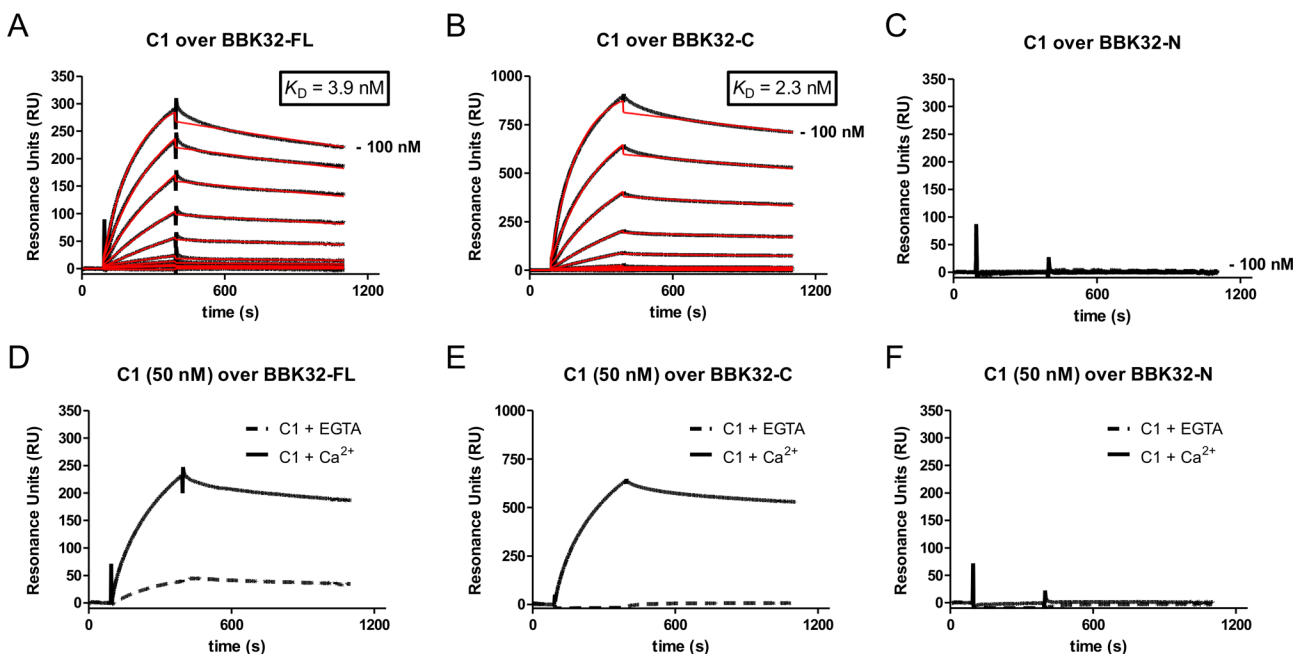 A
C1 over BBK32-FL
Resonance Units (RU)
350
300
250
200
150
100
50
0
K_D = 3.9 nM
- 100 nM
0
600
1200
time (s)
B
C1 over BBK32-C
Resonance Units (RU)
1000
750
500
250
0
K_D = 2.3 nM
- 100 nM
0
600
1200
time (s)
C
C1 over BBK32-N
Resonance Units (RU)
350
300
250
200
150
100
50
0
- 100 nM
0
600
1200
time (s)
D
C1 (50 nM) over BBK32-FL
Resonance Units (RU)
350
300
250
200
150
100
50
0
C1 + EGTA
C1 + Ca²⁺
0
600
1200
time (s)
E
C1 (50 nM) over BBK32-C
Resonance Units (RU)
1000
750
500
250
0
C1 + EGTA
C1 + Ca²⁺
0
600
1200
time (s)
F
C1 (50 nM) over BBK32-N
Resonance Units (RU)
350
300
250
200
150
100
50
0
C1 + EGTA
C1 + Ca²⁺
0
600
1200
time (s)